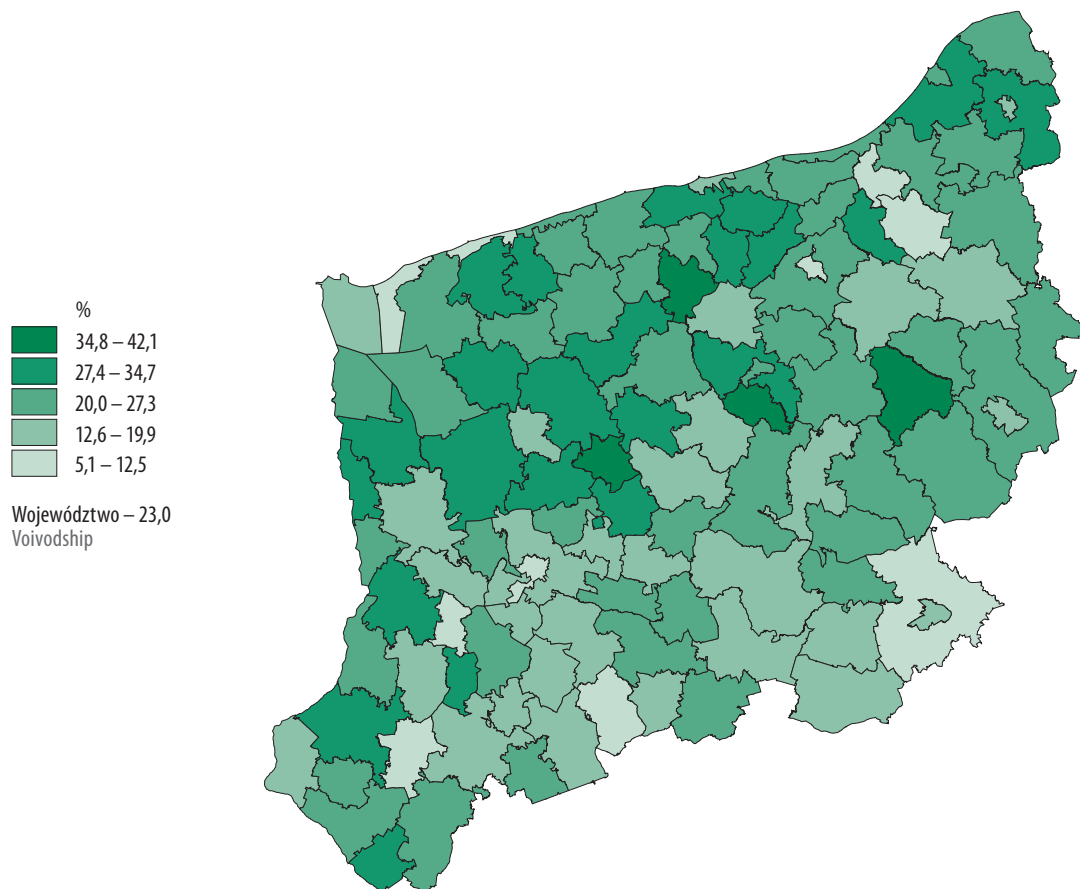 %
34,8 – 42,1
27,4 – 34,7
20,0 – 27,3
12,6 – 19,9
5,1 – 12,5
Województwo – 23,0
Voivodship